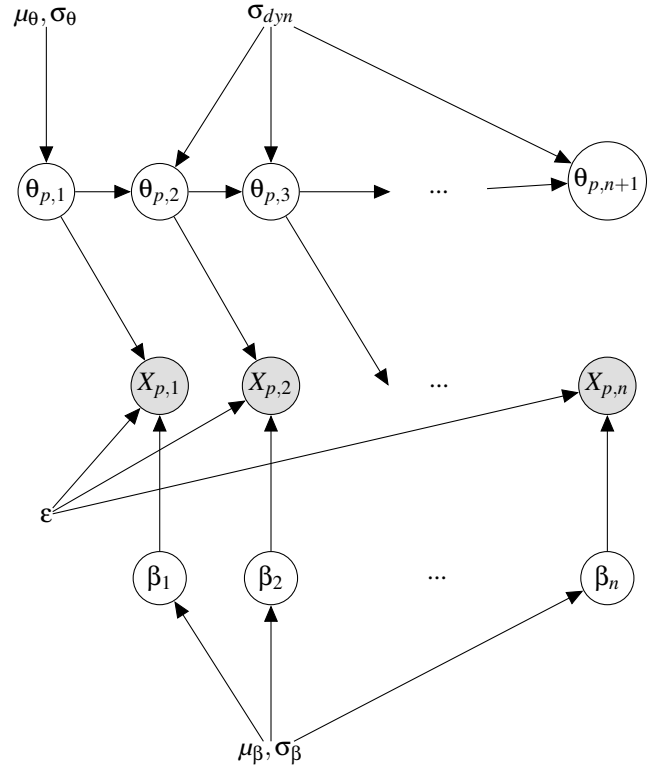 μθ, σθ
σdyn
θp,1
θp,2
θp,3
...
θp,n+1
Xp,1
Xp,2
...
Xp,n
ε
β1
β2
...
βn
μβ, σβ